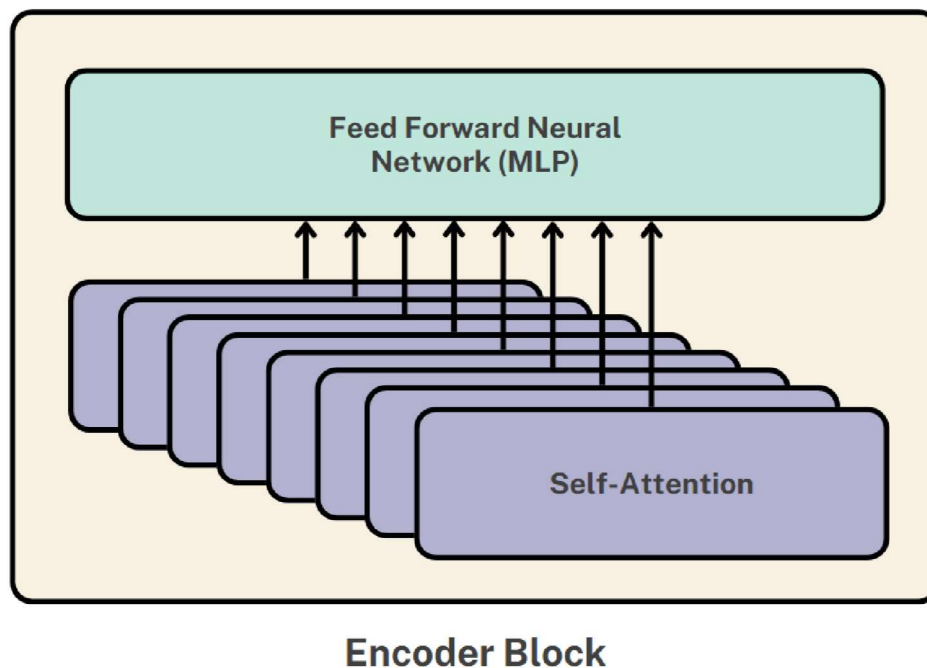 Feed Forward Neural
Network (MLP)
Self-Attention
Encoder Block